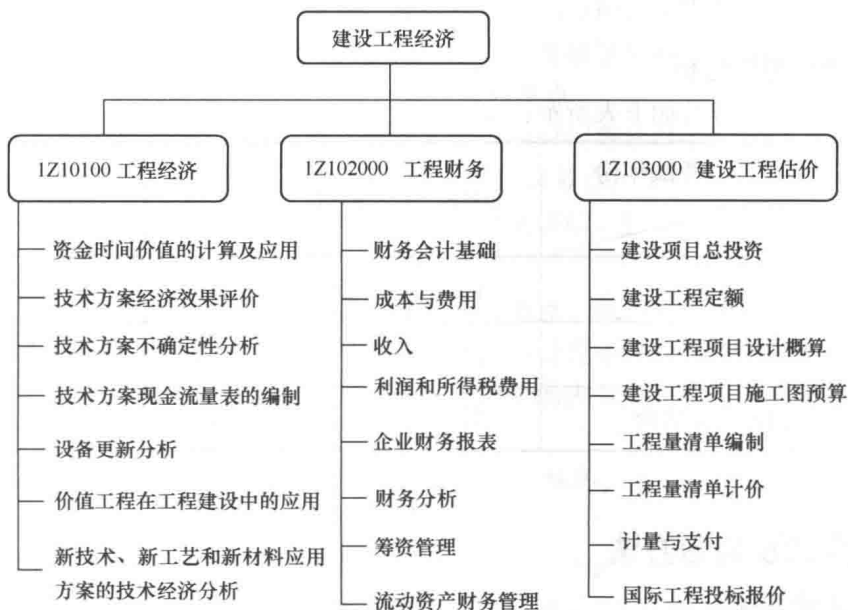 建设工程经济
1Z10100 工程经济
资金时间价值的计算及应用
技术方案经济效果评价
技术方案不确定性分析
技术方案现金流量表的编制
设备更新分析
价值工程在工程建设中的应用
新技术、新工艺和新材料应用
方案的技术经济分析
1Z102000 工程财务
财务会计基础
成本与费用
收入
利润和所得税费用
企业财务报表
财务分析
筹资管理
流动资产财务管理
1Z103000 建设工程估价
建设项目总投资
建设工程定额
建设工程项目设计概算
建设工程项目施工图预算
工程量清单编制
工程量清单计价
计量与支付
国际工程投标报价